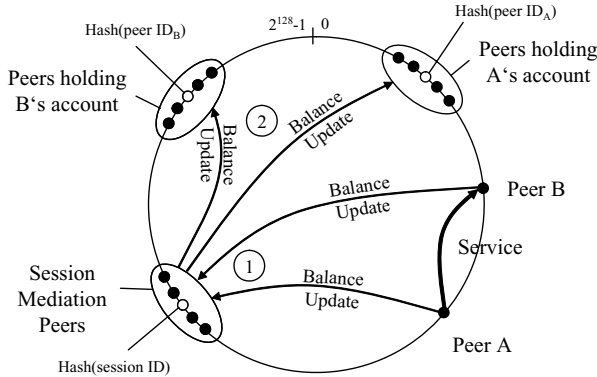 Hash(peer ID_A)
2^128-1 0
Hash(peer ID_B)
Peers holding
A‘s account
Peers holding
B‘s account
2
Balance
Update
Balance
Update
Balance
Update
Peer B
Service
1
Balance
Update
Session
Mediation
Peers
Peer A
Hash(session ID)